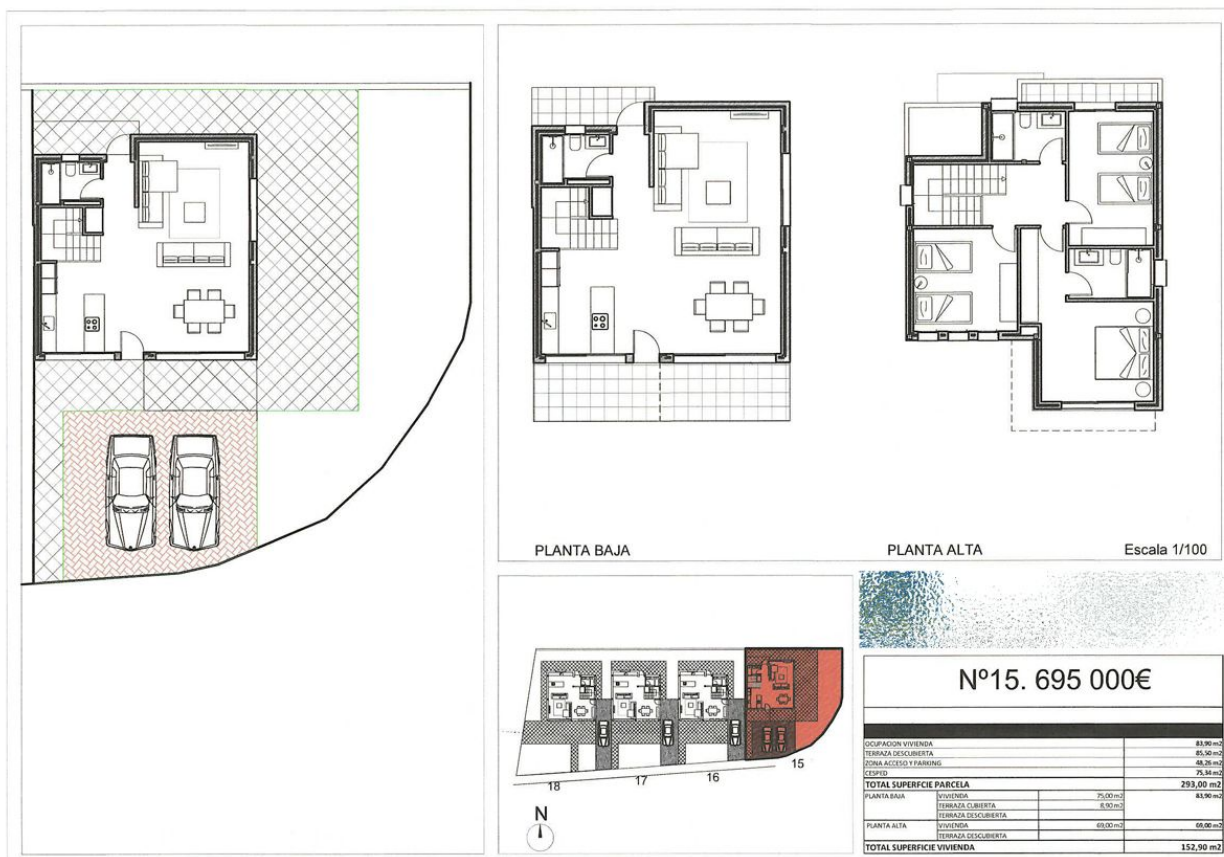 PLANTA BAJA
PLANTA ALTA
Escala 1/100
18
17
16
15
N
Nº15. 695 000€
OCUPACION VIVIENDA 83,90 m2
TERRAZA DESCUBIERTA 85,50 m2
ZONA ACCESO Y PARKING 48,26 m2
CESPED 75,34 m2
TOTAL SUPERFCIE PARCELA 293,00 m2
PLANTA BAJA VIVIENDA 75,00 m2 83,90 m2
TERRAZA CUBIERTA 8,90 m2
TERRAZA DESCUBIERTA
PLANTA ALTA VIVIENDA 69,00 m2 69,00 m2
TERRAZA DESCUBIERTA
TOTAL SUPERFICIE VIVIENDA 152,90 m2